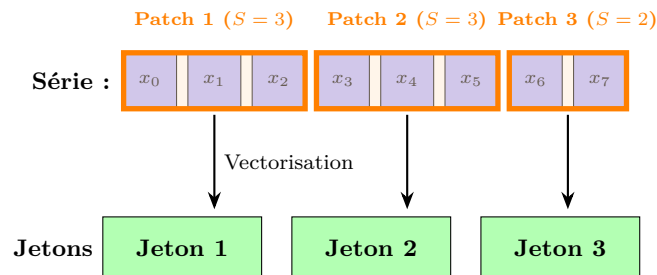 Patch 1 (S = 3) Patch 2 (S = 3) Patch 3 (S = 2)
Série : x₀ x₁ x₂ x₃ x₄ x₅ x₆ x₇
Vectorisation
Jetons Jeton 1 Jeton 2 Jeton 3